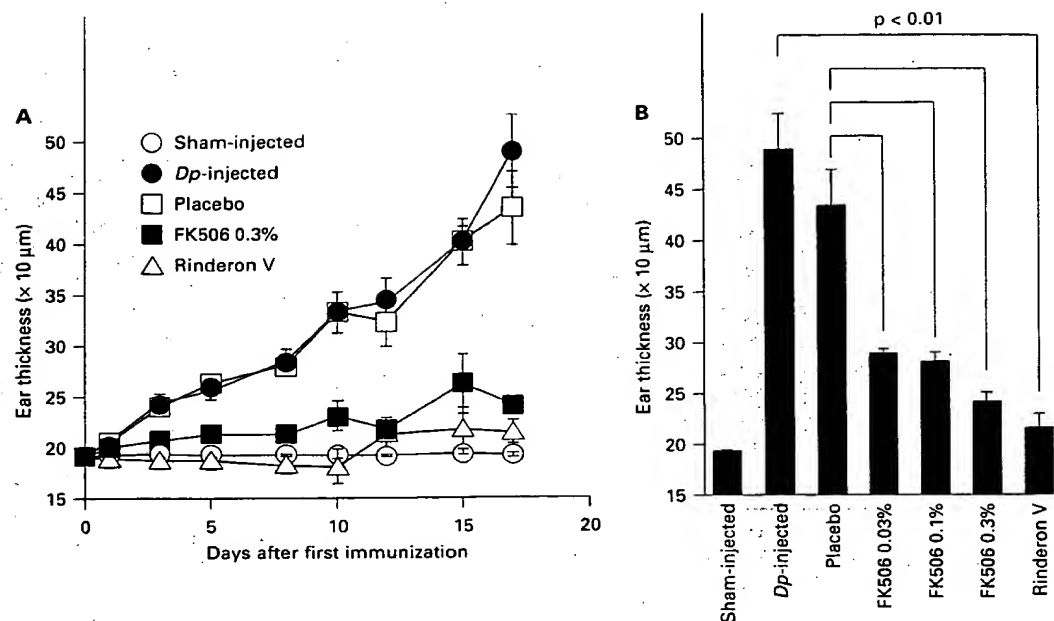 A
Ear thickness (× 10 μm)
50
45
40
35
30
25
20
15
0
5
10
15
20
Days after first immunization
Sham-injected
Dp-injected
Placebo
FK506 0.3%
Rinderon V
B
p < 0.01
Ear thickness (× 10 μm)
50
45
40
35
30
25
20
15
Sham-injected
Dp-injected
Placebo
FK506 0.03%
FK506 0.1%
FK506 0.3%
Rinderon V